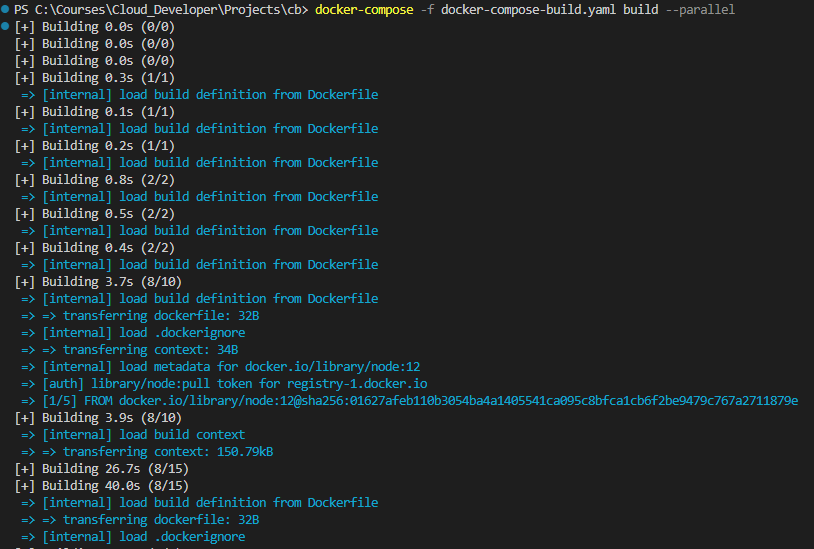 PS C:\Courses\Cloud_Developer\Projects\cb> docker-compose -f docker-compose-build.yaml build --parallel
[+] Building 0.0s (0/0)
[+] Building 0.0s (0/0)
[+] Building 0.0s (0/0)
[+] Building 0.3s (1/1)
=> [internal] load build definition from Dockerfile
[+] Building 0.1s (1/1)
=> [internal] load build definition from Dockerfile
[+] Building 0.2s (1/1)
=> [internal] load build definition from Dockerfile
[+] Building 0.8s (2/2)
=> [internal] load build definition from Dockerfile
[+] Building 0.5s (2/2)
=> [internal] load build definition from Dockerfile
[+] Building 0.4s (2/2)
=> [internal] load build definition from Dockerfile
[+] Building 3.7s (8/10)
=> [internal] load build definition from Dockerfile
=> => transferring dockerfile: 32B
=> [internal] load .dockerignore
=> => transferring context: 34B
=> [internal] load metadata for docker.io/library/node:12
=> [auth] library/node:pull token for registry-1.docker.io
=> [1/5] FROM docker.io/library/node:12@sha256:01627afeb110b3054ba4a1405541ca095c8bfca1cb6f2be9479c767a2711879e
[+] Building 3.9s (8/10)
=> [internal] load build context
=> => transferring context: 150.79kB
[+] Building 26.7s (8/15)
[+] Building 40.0s (8/15)
=> [internal] load build definition from Dockerfile
=> => transferring dockerfile: 32B
=> [internal] load .dockerignore